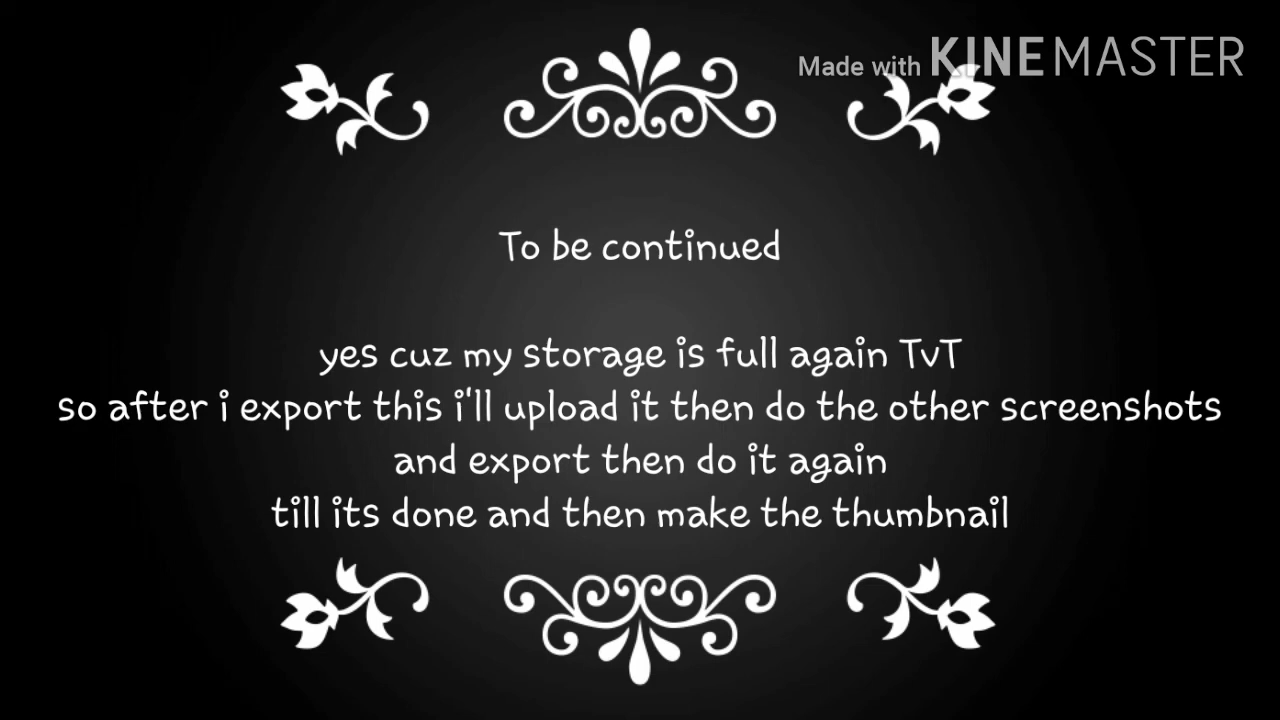 Made with KINEMASTER
To be continued
yes cuz my storage is full again TvT
so after i export this i'll upload it then do the other screenshots
and export then do it again
till its done and then make the thumbnail